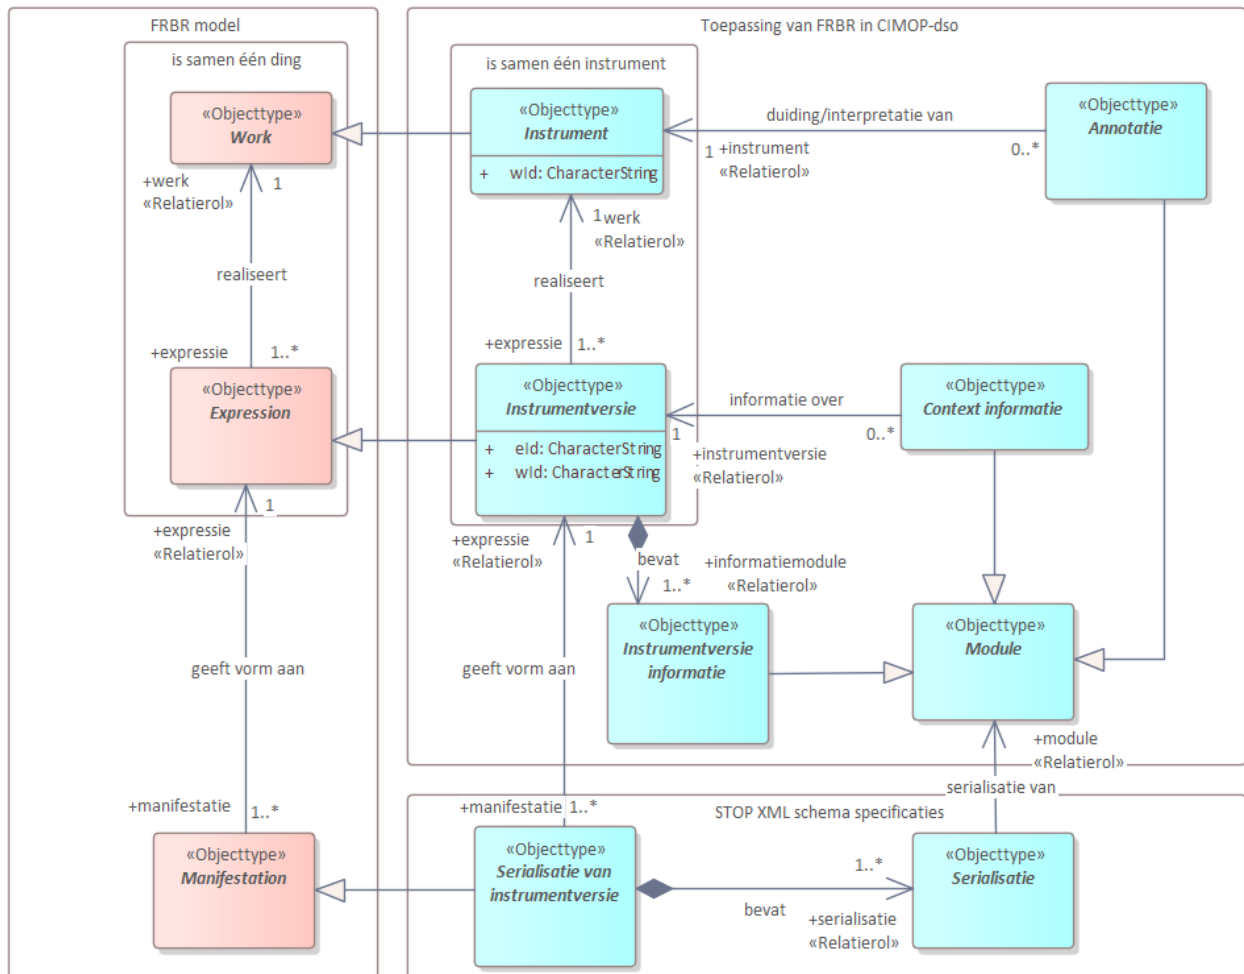 FRBR model
is samen één ding
«Objecttype»
Work
+werk
«Relatierol»
1
realiseert
+expressie
1..*
«Objecttype»
Expression
+expressie
«Relatierol»
1
geeft vorm aan
+manifestatie
1..*
«Objecttype»
Manifestation
Toepassing van FRBR in CIMOP-dso
is samen één instrument
«Objecttype»
Instrument
+ wId: CharacterString
1
werk
«Relatierol»
realiseert
+expressie
1..*
«Objecttype»
Instrumentversie
+ eId: CharacterString
+ wId: CharacterString
duiding/interpretatie van
1
+instrument
«Relatierol»
0..*
«Objecttype»
Annotatie
informatie over
1
+instrumentversie
«Relatierol»
0..*
«Objecttype»
Context informatie
+expressie
«Relatierol»
1
bevat
+informatiemodule
«Relatierol»
1..*
«Objecttype»
Instrumentversie
informatie
«Objecttype»
Module
geeft vorm aan
+module
«Relatierol»
serialisatie van
STOP XML schema specificaties
+manifestatie
1..*
«Objecttype»
Serialisatie van
instrumentversie
bevat
1..*
+serialisatie
«Relatierol»
«Objecttype»
Serialisatie